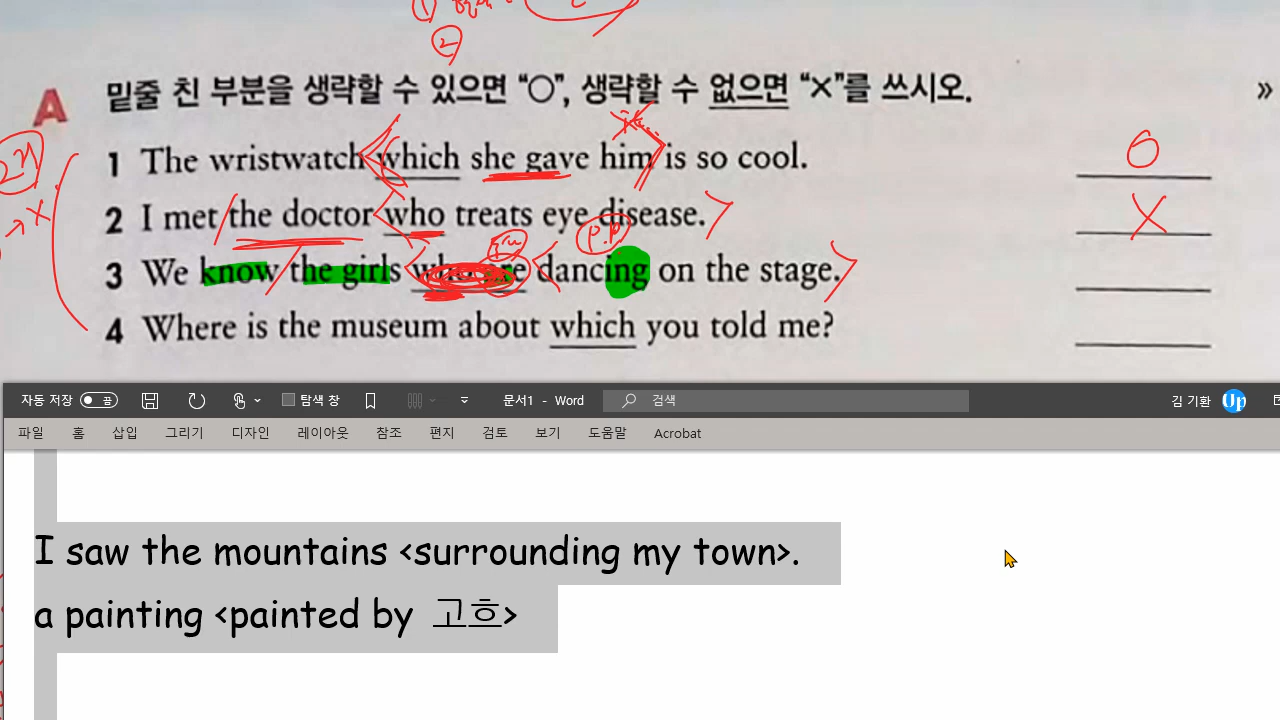 ①
②
A 밑줄 친 부분을 생략할 수 있으면 “○”, 생략할 수 없으면 “×”를 쓰시오. »
1 The wristwatch which she gave him is so cool. O
2 I met the doctor who treats eye disease. X
p.p
3 We know the girls who are dancing on the stage.
4 Where is the museum about which you told me?
자동 저장 끔 탐색 창 문서1 - Word 검색 김 기환 Up
파일 홈 삽입 그리기 디자인 레이아웃 참조 편지 검토 보기 도움말 Acrobat
I saw the mountains <surrounding my town>.
a painting <painted by 고흐>